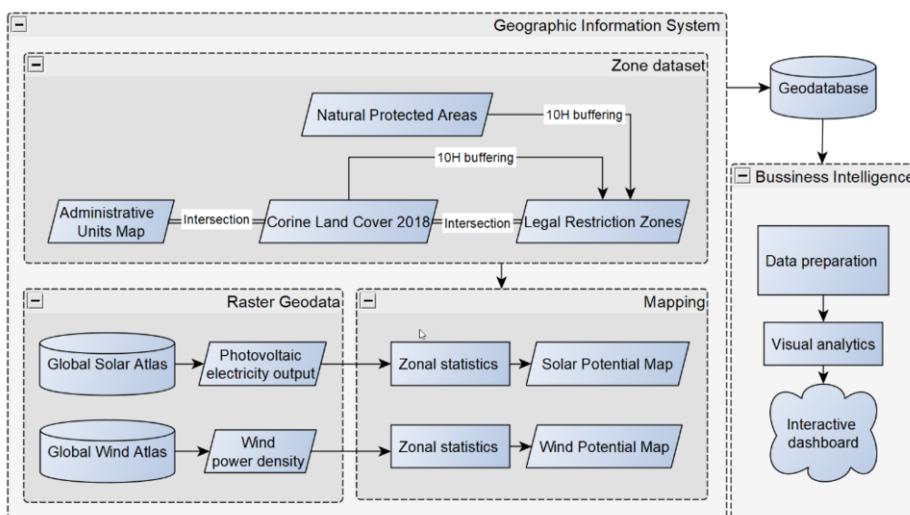 Geographic Information System
Zone dataset
Natural Protected Areas
10H buffering
10H buffering
Administrative
Units Map
Intersection
Corine Land Cover 2018
Intersection
Legal Restriction Zones
Raster Geodata
Global Solar Atlas
Photovoltaic
electricity output
Global Wind Atlas
Wind
power density
Mapping
Zonal statistics
Solar Potential Map
Zonal statistics
Wind Potential Map
Geodatabase
Bussiness Intelligence
Data preparation
Visual analytics
Interactive
dashboard